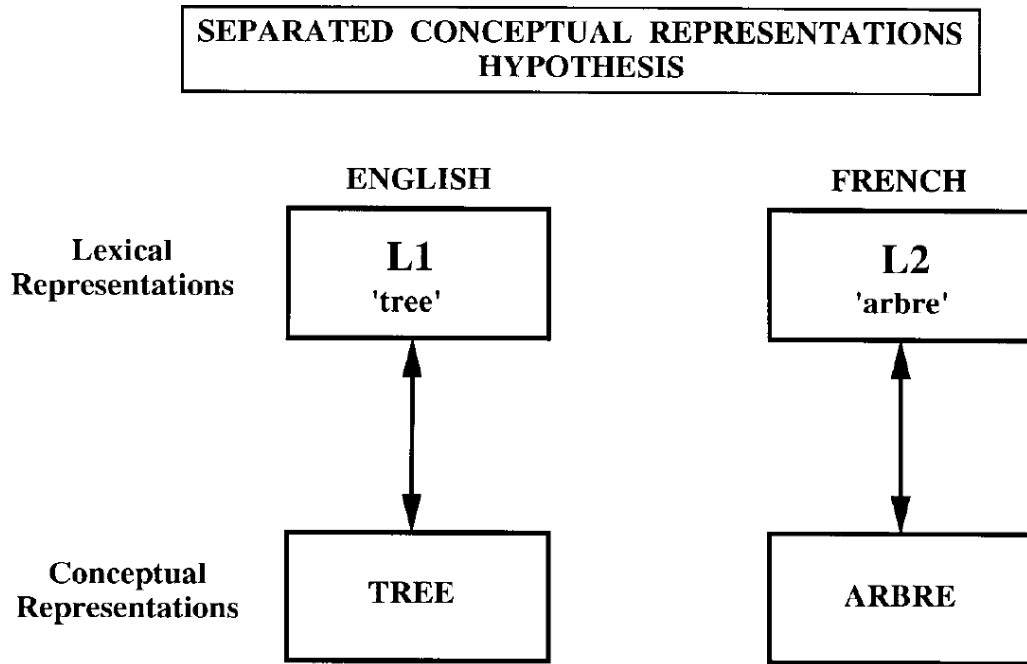 SEPARATED CONCEPTUAL REPRESENTATIONS
HYPOTHESIS
ENGLISH
FRENCH
Lexical
Representations
L1
'tree'
L2
'arbre'
Conceptual
Representations
TREE
ARBRE